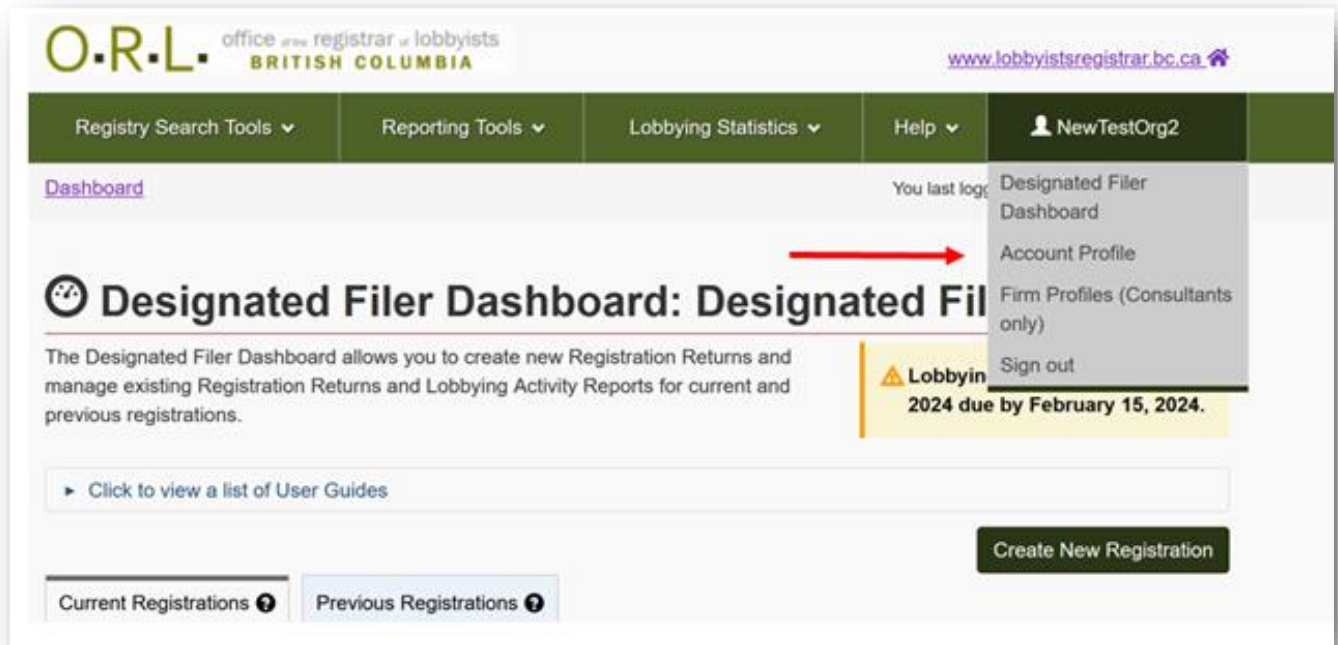 O.R.L. office of the registrar of lobbyists
BRITISH COLUMBIA
www.lobbyistsregistrar.bc.ca
Registry Search Tools Reporting Tools Lobbying Statistics Help NewTestOrg2
Dashboard
You last logg
Designated Filer
Dashboard
Account Profile
Firm Profiles (Consultants
only)
Sign out
Designated Filer Dashboard: Designated Fil
The Designated Filer Dashboard allows you to create new Registration Returns and
manage existing Registration Returns and Lobbying Activity Reports for current and
previous registrations.
Lobbyin
2024 due by February 15, 2024.
Click to view a list of User Guides
Create New Registration
Current Registrations Previous Registrations